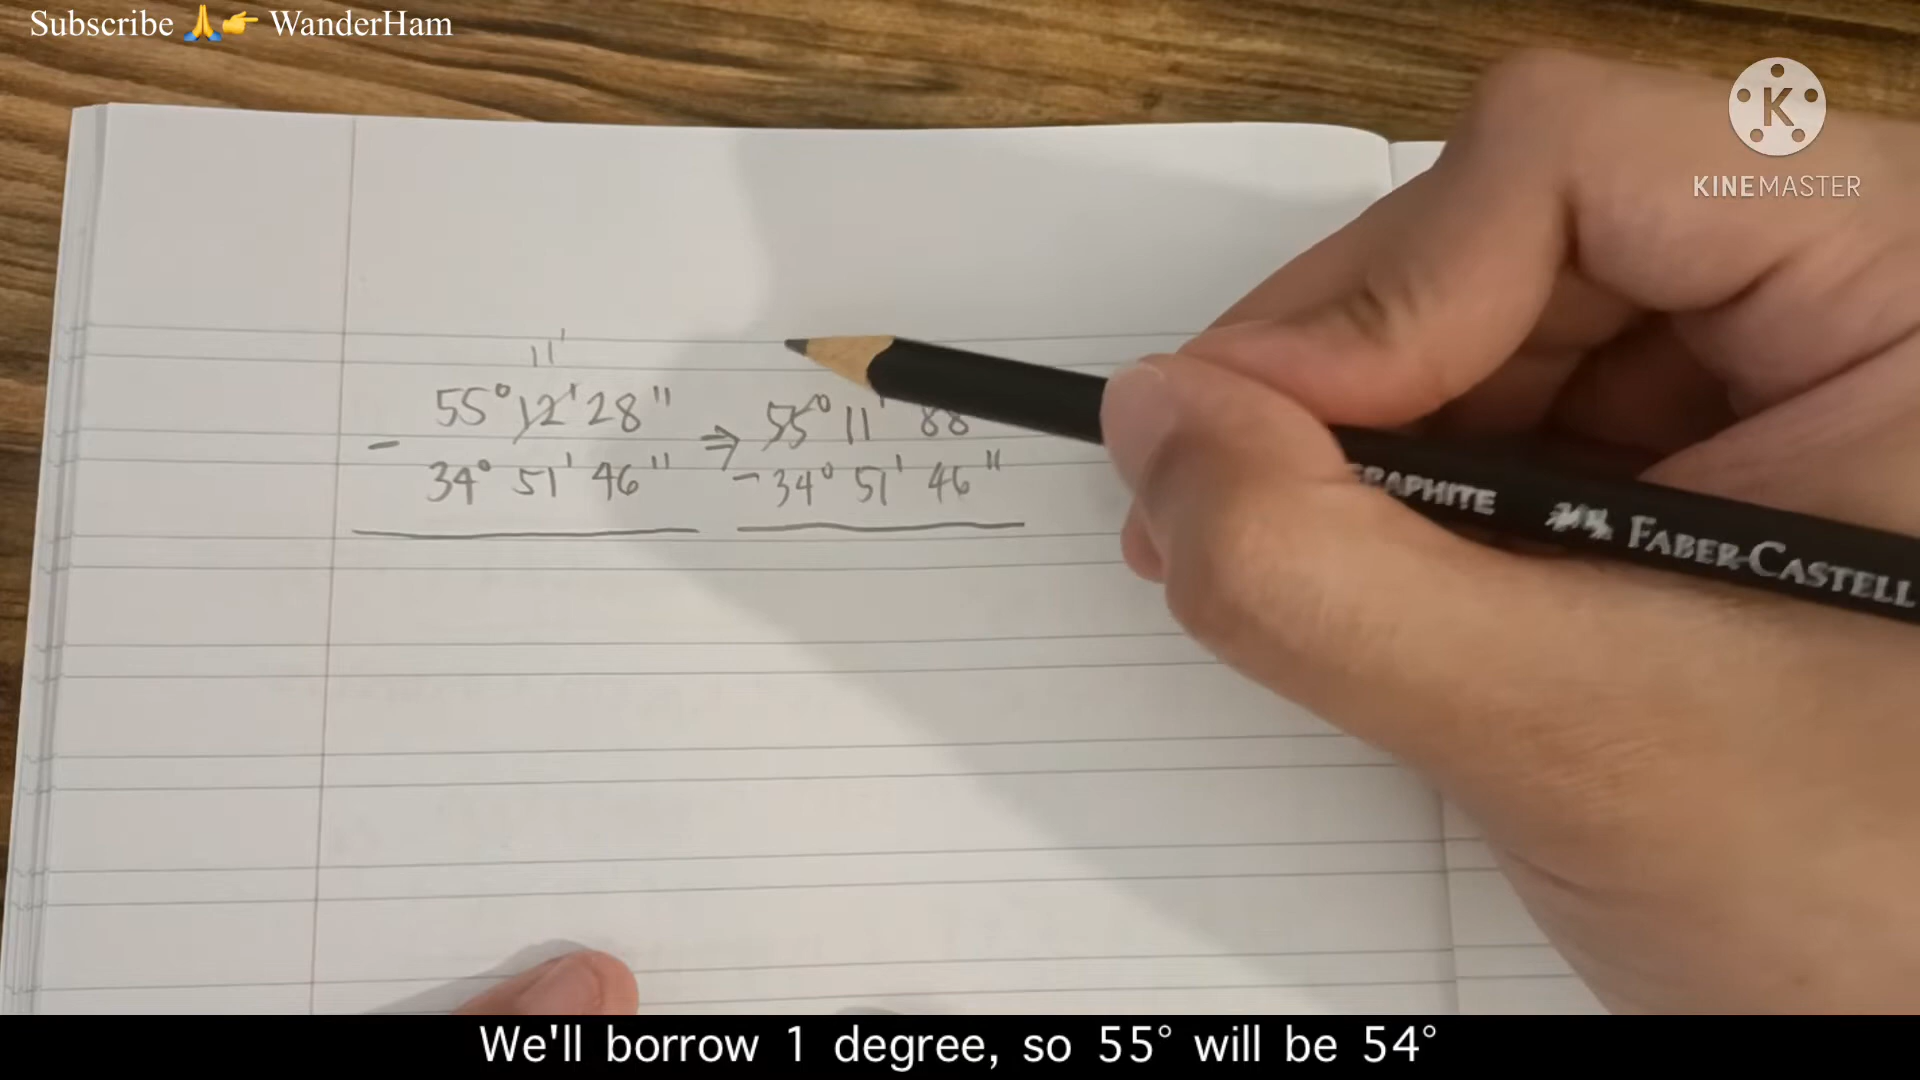 Subscribe 🙏👉 WanderHam
KINEMASTER
11'
55° 12' 28" ⇒ 55° 11' 88
- 34° 51' 46" - 34° 51' 46"
GRAPHITE FABER-CASTELL
We'll borrow 1 degree, so 55° will be 54°